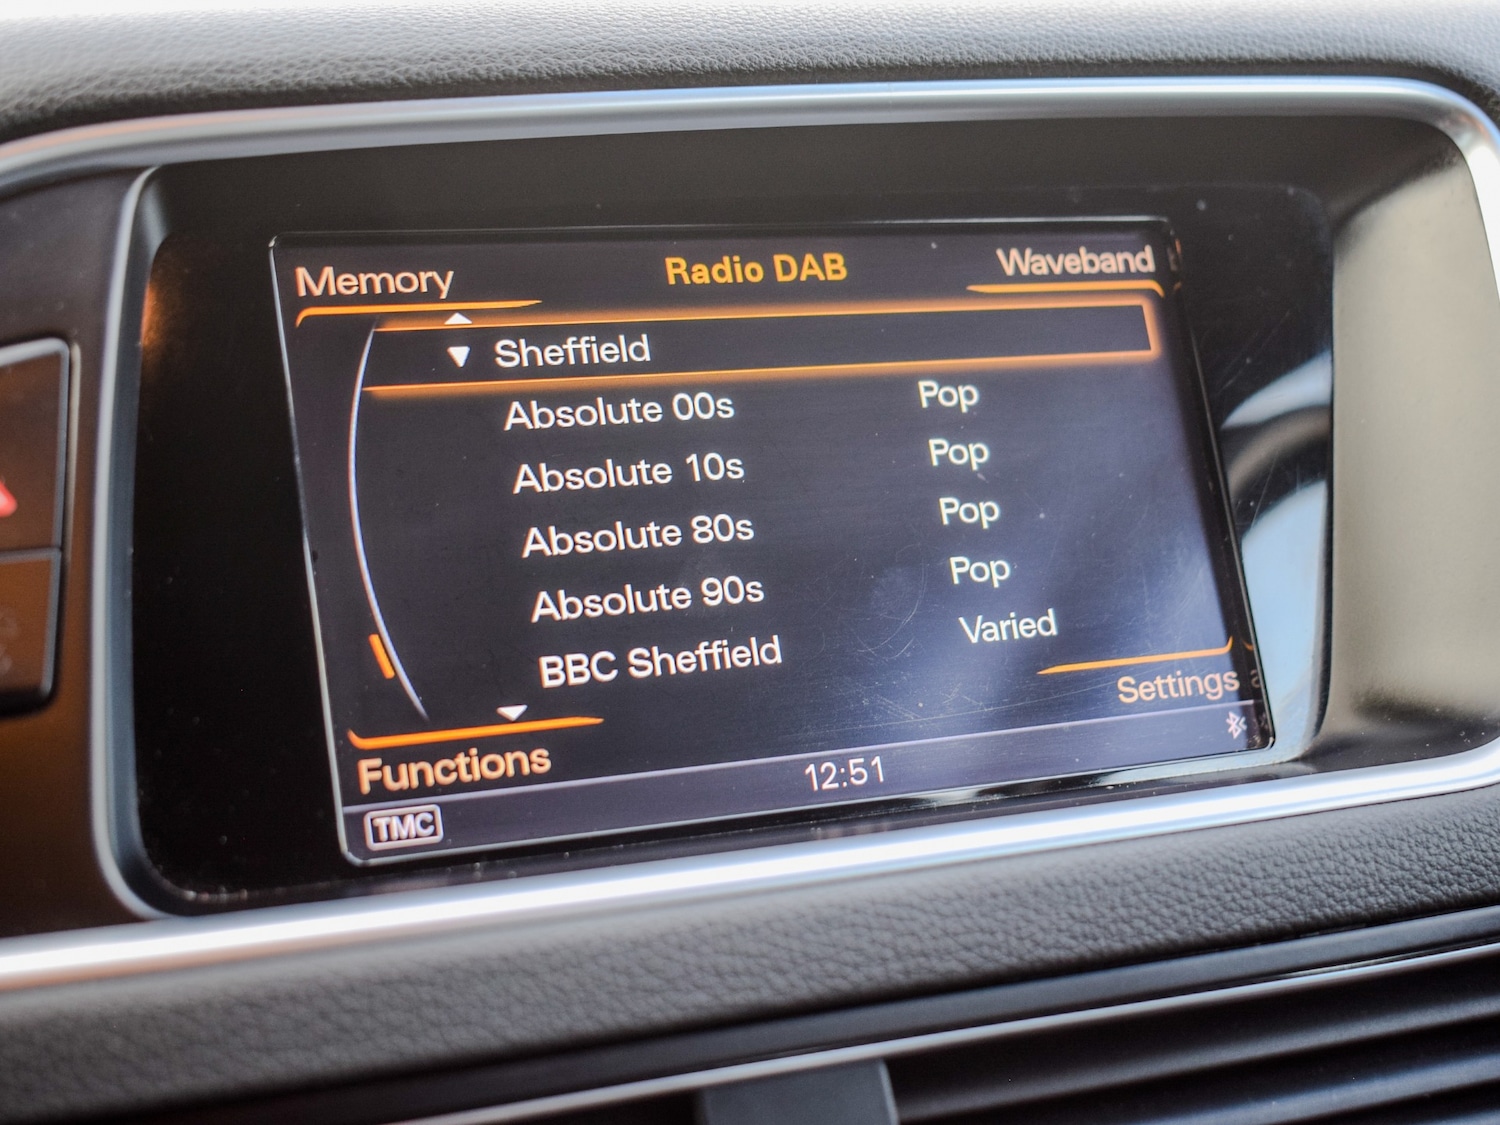 Memory
Radio DAB
Waveband
Sheffield
Absolute 00s Pop
Absolute 10s Pop
Absolute 80s Pop
Absolute 90s Pop
BBC Sheffield Varied
Settings
Functions
TMC
12:51